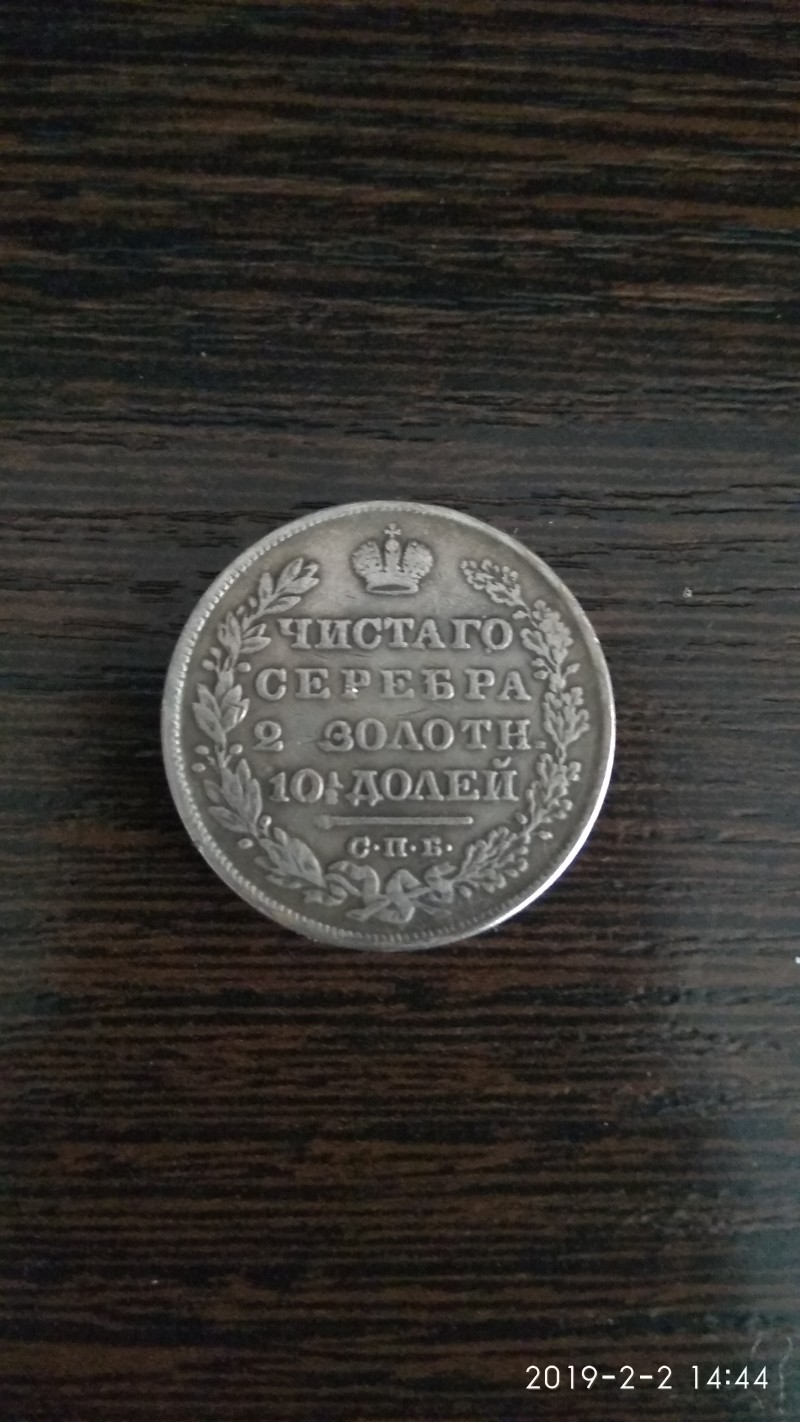 ЧИСТАГО
СЕРЕБРА
2 ЗОЛОТН.
10½ ДОЛЕЙ
С·П·Б·
2019-2-2 14:44